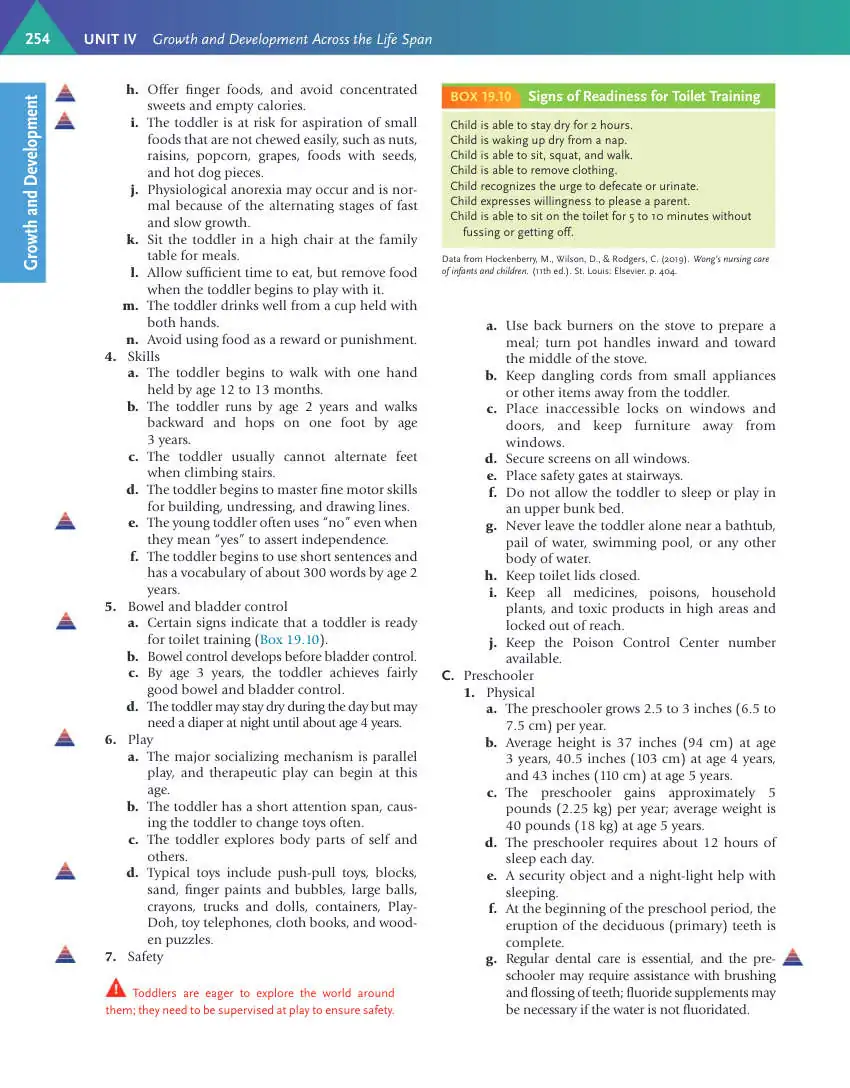 254
UNIT IV Growth and Development Across the Life Span
Growth and Development
h. Offer finger foods, and avoid concentrated
sweets and empty calories.
i. The toddler is at risk for aspiration of small
foods that are not chewed easily, such as nuts,
raisins, popcorn, grapes, foods with seeds,
and hot dog pieces.
j. Physiological anorexia may occur and is nor-
mal because of the alternating stages of fast
and slow growth.
k. Sit the toddler in a high chair at the family
table for meals.
l. Allow sufficient time to eat, but remove food
when the toddler begins to play with it.
m. The toddler drinks well from a cup held with
both hands.
n. Avoid using food as a reward or punishment.
4. Skills
a. The toddler begins to walk with one hand
held by age 12 to 13 months.
b. The toddler runs by age 2 years and walks
backward and hops on one foot by age
3 years.
c. The toddler usually cannot alternate feet
when climbing stairs.
d. The toddler begins to master fine motor skills
for building, undressing, and drawing lines.
e. The young toddler often uses “no” even when
they mean “yes” to assert independence.
f. The toddler begins to use short sentences and
has a vocabulary of about 300 words by age 2
years.
5. Bowel and bladder control
a. Certain signs indicate that a toddler is ready
for toilet training (Box 19.10).
b. Bowel control develops before bladder control.
c. By age 3 years, the toddler achieves fairly
good bowel and bladder control.
d. The toddler may stay dry during the day but may
need a diaper at night until about age 4 years.
6. Play
a. The major socializing mechanism is parallel
play, and therapeutic play can begin at this
age.
b. The toddler has a short attention span, caus-
ing the toddler to change toys often.
c. The toddler explores body parts of self and
others.
d. Typical toys include push-pull toys, blocks,
sand, finger paints and bubbles, large balls,
crayons, trucks and dolls, containers, Play-
Doh, toy telephones, cloth books, and wood-
en puzzles.
7. Safety
! Toddlers are eager to explore the world around
them; they need to be supervised at play to ensure safety.
BOX 19.10 Signs of Readiness for Toilet Training
Child is able to stay dry for 2 hours.
Child is waking up dry from a nap.
Child is able to sit, squat, and walk.
Child is able to remove clothing.
Child recognizes the urge to defecate or urinate.
Child expresses willingness to please a parent.
Child is able to sit on the toilet for 5 to 10 minutes without
fussing or getting off.
Data from Hockenberry, M., Wilson, D., & Rodgers, C. (2019). Wong's nursing care
of infants and children. (11th ed.). St. Louis: Elsevier. p. 404.
a. Use back burners on the stove to prepare a
meal; turn pot handles inward and toward
the middle of the stove.
b. Keep dangling cords from small appliances
or other items away from the toddler.
c. Place inaccessible locks on windows and
doors, and keep furniture away from
windows.
d. Secure screens on all windows.
e. Place safety gates at stairways.
f. Do not allow the toddler to sleep or play in
an upper bunk bed.
g. Never leave the toddler alone near a bathtub,
pail of water, swimming pool, or any other
body of water.
h. Keep toilet lids closed.
i. Keep all medicines, poisons, household
plants, and toxic products in high areas and
locked out of reach.
j. Keep the Poison Control Center number
available.
C. Preschooler
1. Physical
a. The preschooler grows 2.5 to 3 inches (6.5 to
7.5 cm) per year.
b. Average height is 37 inches (94 cm) at age
3 years, 40.5 inches (103 cm) at age 4 years,
and 43 inches (110 cm) at age 5 years.
c. The preschooler gains approximately 5
pounds (2.25 kg) per year; average weight is
40 pounds (18 kg) at age 5 years.
d. The preschooler requires about 12 hours of
sleep each day.
e. A security object and a night-light help with
sleeping.
f. At the beginning of the preschool period, the
eruption of the deciduous (primary) teeth is
complete.
g. Regular dental care is essential, and the pre-
schooler may require assistance with brushing
and flossing of teeth; fluoride supplements may
be necessary if the water is not fluoridated.